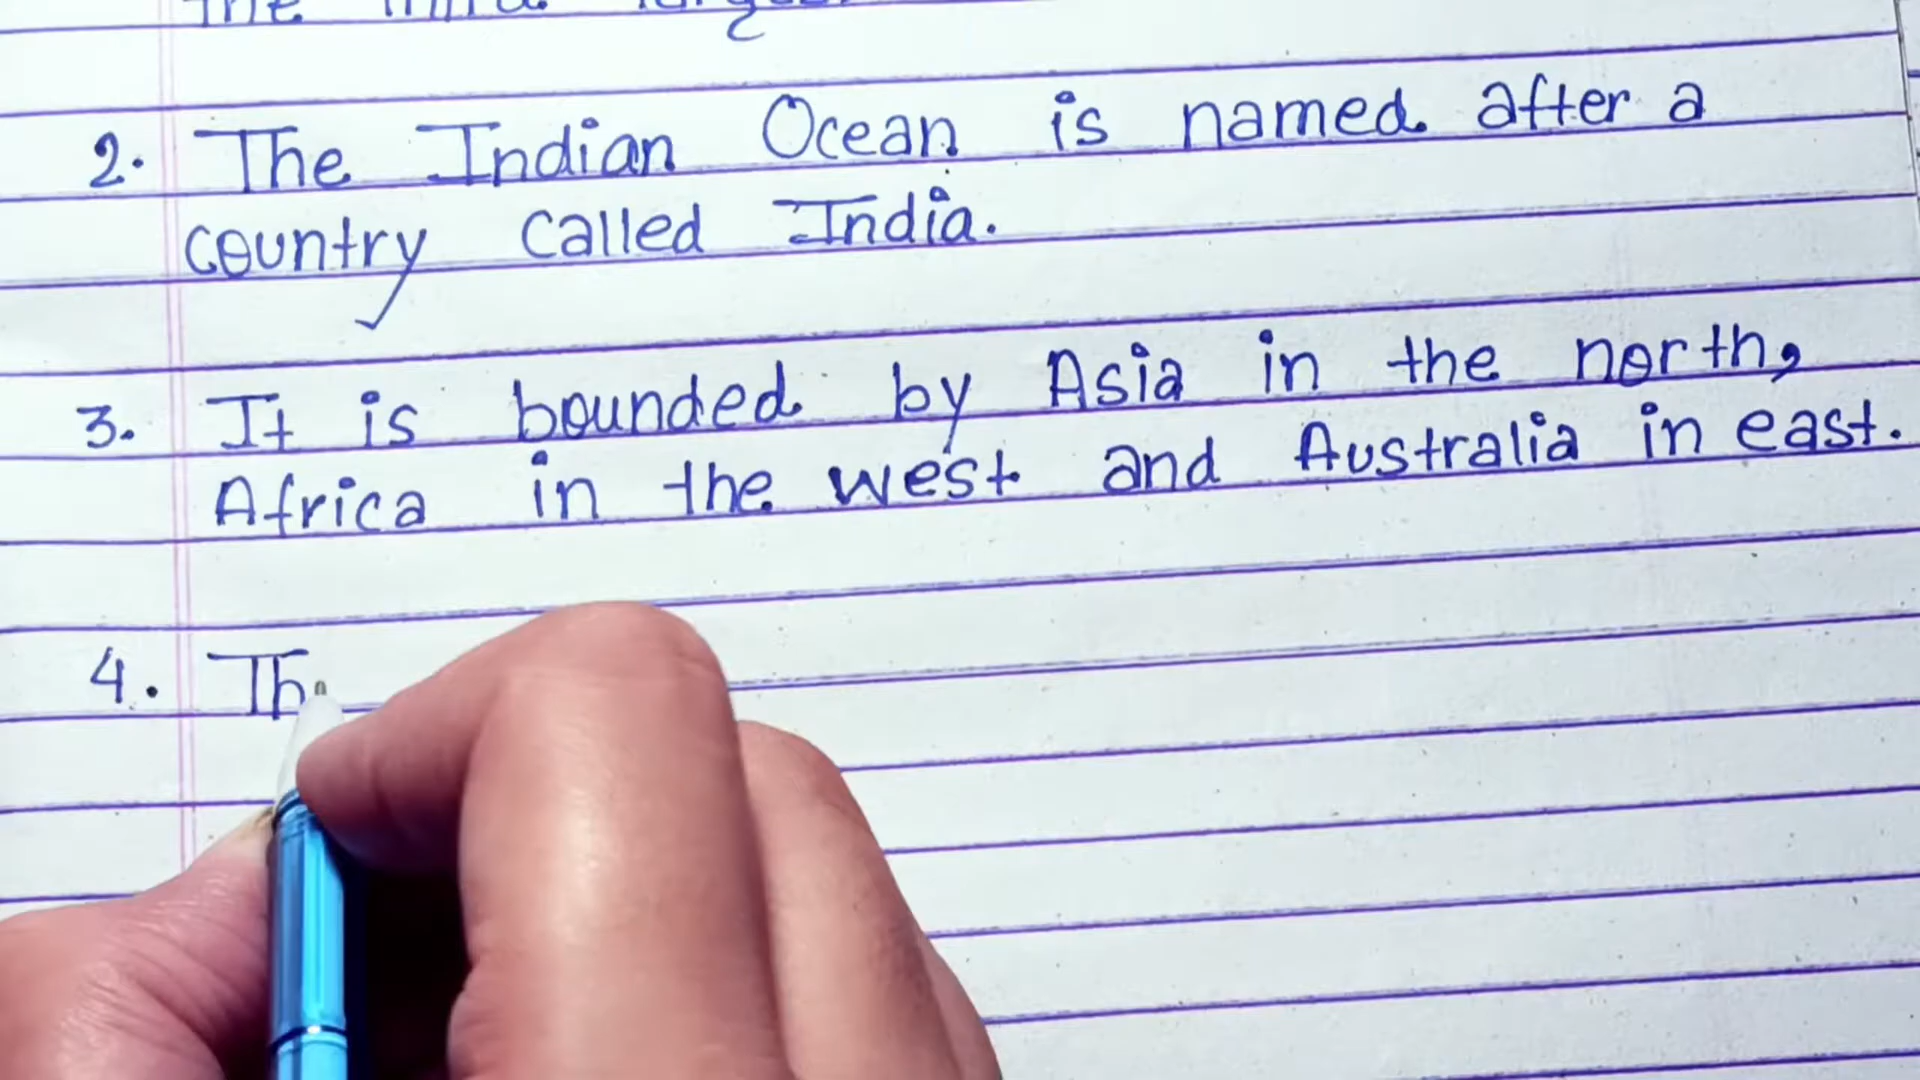 2. The Indian Ocean is named after a
country called India.
3. It is bounded by Asia in the north,
Africa in the west and Australia in east.
4. Th